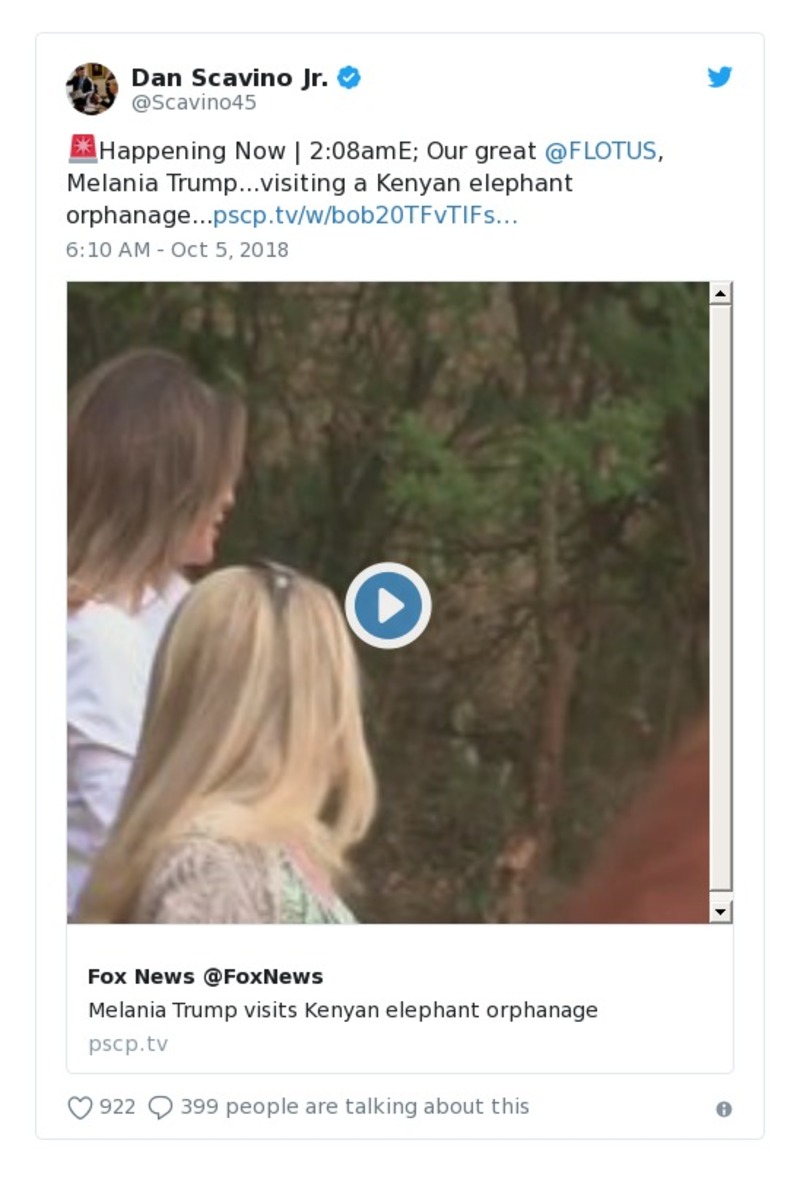 Dan Scavino Jr.
@Scavino45
🚨Happening Now | 2:08amE; Our great @FLOTUS,
Melania Trump...visiting a Kenyan elephant
orphanage...pscp.tv/w/bob20TFvTlFs…
6:10 AM - Oct 5, 2018
Fox News @FoxNews
Melania Trump visits Kenyan elephant orphanage
pscp.tv
922 399 people are talking about this